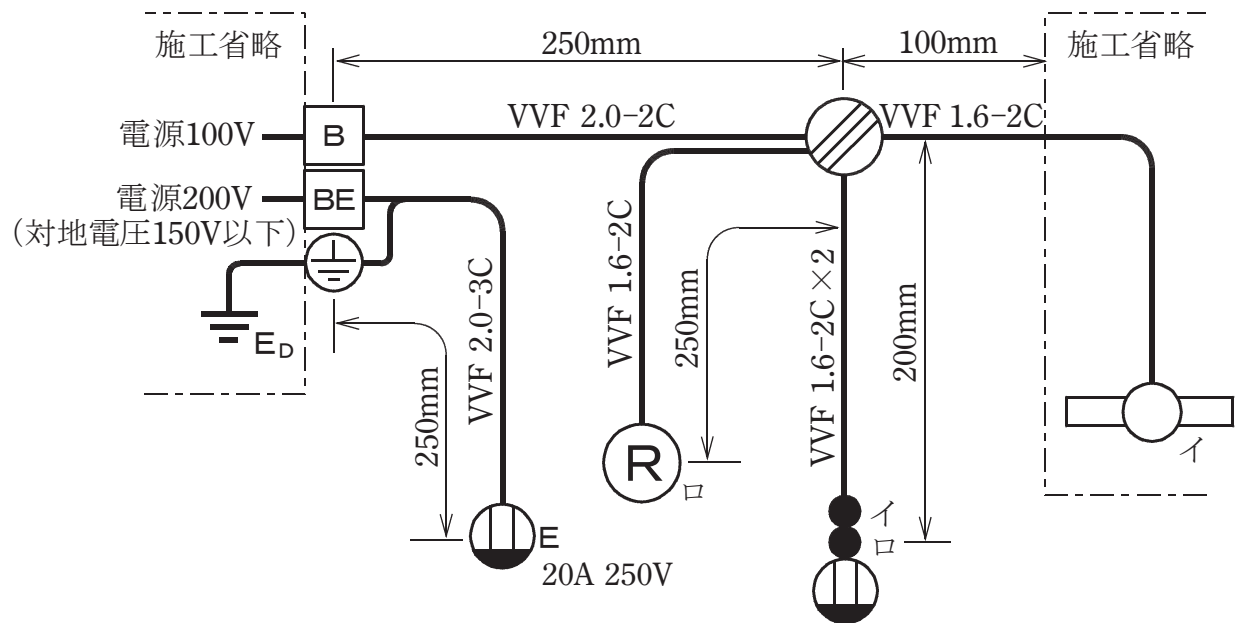 施工省略
250mm
100mm
施工省略
電源100V
B
VVF 2.0-2C
VVF 1.6-2C
電源200V
BE
(対地電圧150V以下)
ED
250mm
VVF 2.0-3C
VVF 1.6-2C
250mm
VVF 1.6-2C×2
200mm
R
ロ
イ
イ
ロ
E
20A 250V